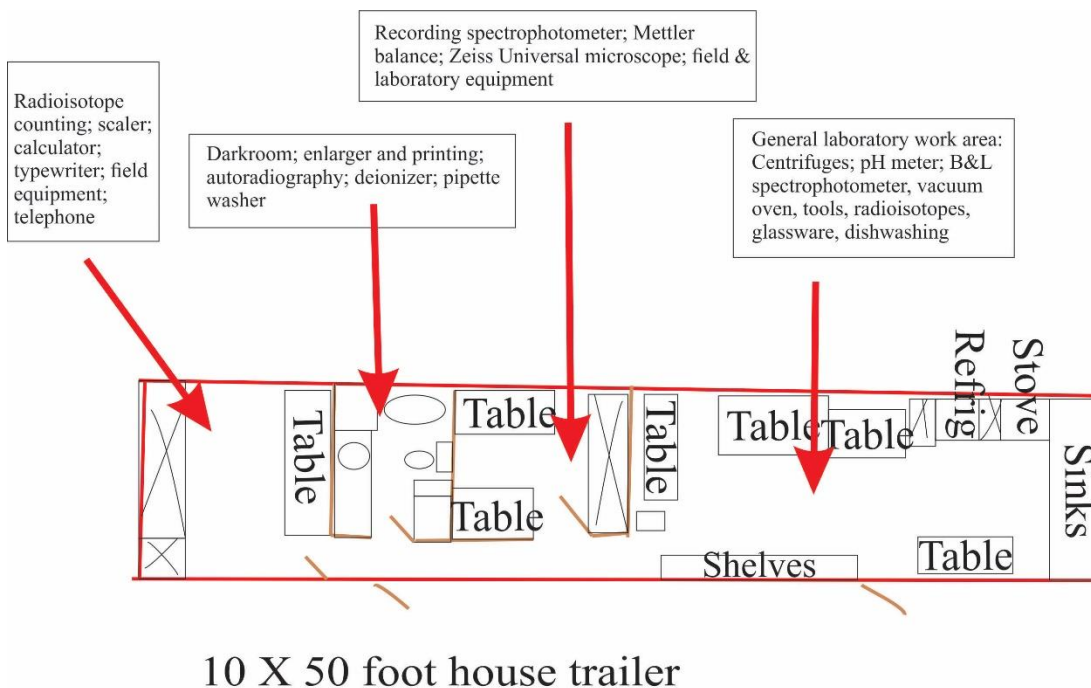 Recording spectrophotometer; Mettler
balance; Zeiss Universal microscope; field &
laboratory equipment
Radioisotope
counting; scaler;
calculator;
typewriter; field
equipment;
telephone
Darkroom; enlarger and printing;
autoradiography; deionizer; pipette
washer
General laboratory work area:
Centrifuges; pH meter; B&L
spectrophotometer, vacuum
oven, tools, radioisotopes,
glassware, dishwashing
Table
Table
Table
Table
Table
Table
Refrig
Stove
Sinks
Shelves
Table
10 X 50 foot house trailer